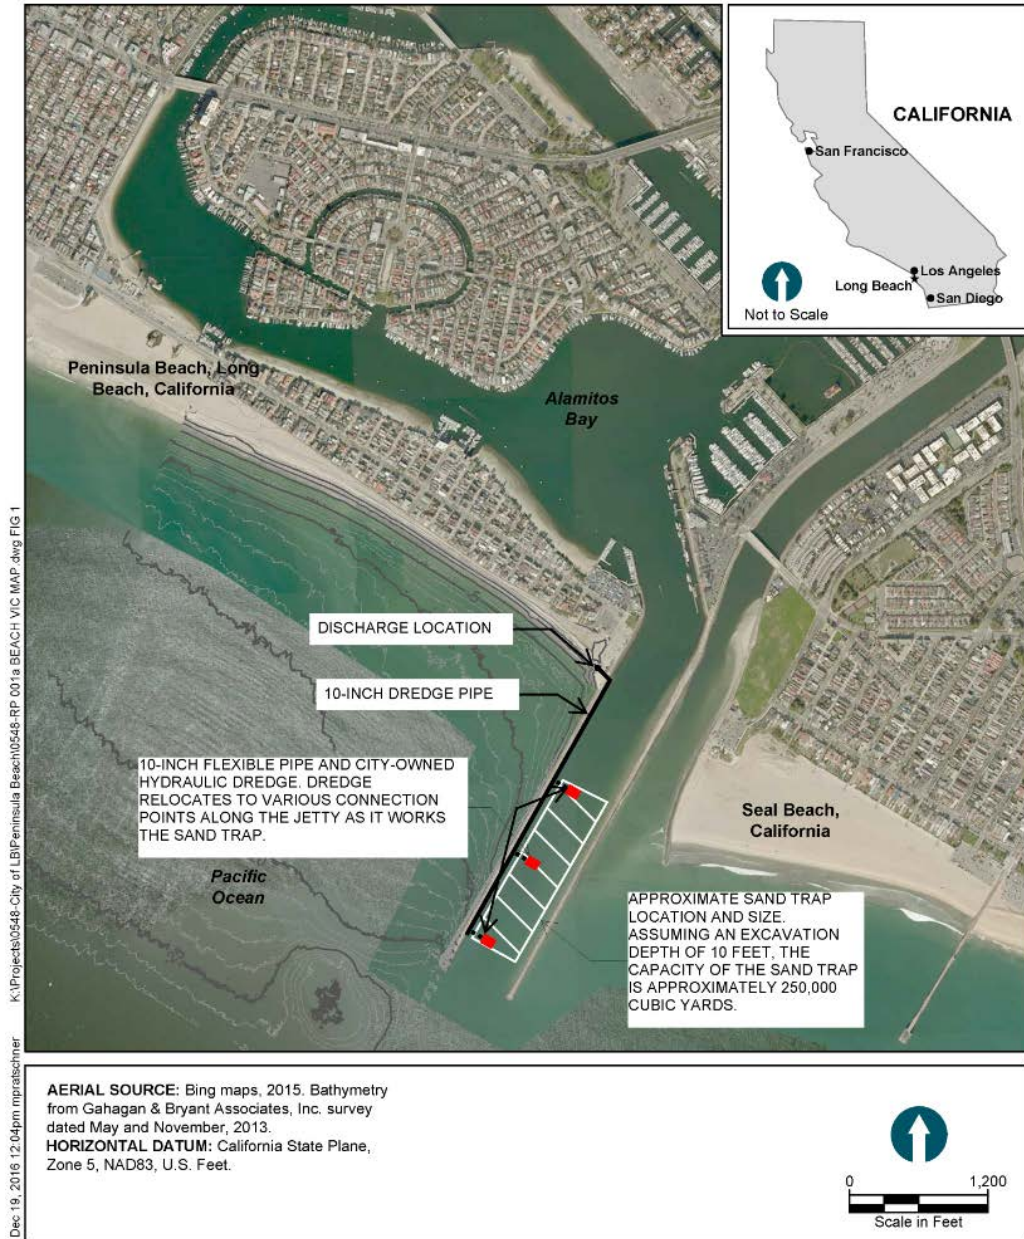 CALIFORNIA
San Francisco
Los Angeles
Long Beach
San Diego
Not to Scale
Peninsula Beach, Long
Beach, California
Alamitos
Bay
DISCHARGE LOCATION
10-INCH DREDGE PIPE
10-INCH FLEXIBLE PIPE AND CITY-OWNED
HYDRAULIC DREDGE. DREDGE
RELOCATES TO VARIOUS CONNECTION
POINTS ALONG THE JETTY AS IT WORKS
THE SAND TRAP.
Seal Beach,
California
Pacific
Ocean
APPROXIMATE SAND TRAP
LOCATION AND SIZE.
ASSUMING AN EXCAVATION
DEPTH OF 10 FEET, THE
CAPACITY OF THE SAND TRAP
IS APPROXIMATELY 250,000
CUBIC YARDS.
K:\Projects\0548-City of LB\Peninsula Beach\0548-RP 001a BEACH VIC MAP.dwg FIG 1
Dec 19, 2016 12:04pm mpratschner
AERIAL SOURCE: Bing maps, 2015. Bathymetry
from Gahagan & Bryant Associates, Inc. survey
dated May and November, 2013.
HORIZONTAL DATUM: California State Plane,
Zone 5, NAD83, U.S. Feet.
0 1,200
Scale in Feet